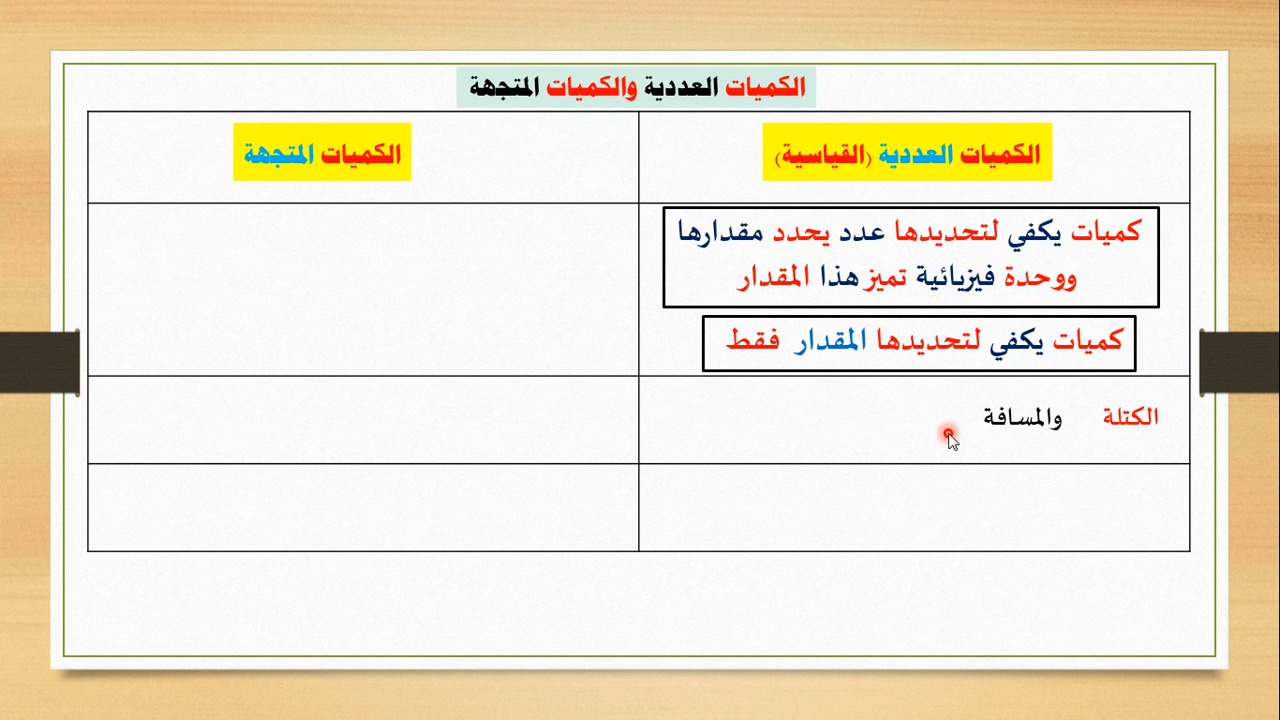 الكميات العددية والكميات المتجهة
الكميات العددية (القياسية)
الكميات المتجهة
كميات يكفي لتحديدها عدد يحدد مقدارها
ووحدة فيزيائية تميز هذا المقدار
كميات يكفي لتحديدها المقدار فقط
الكتلة والمسافة